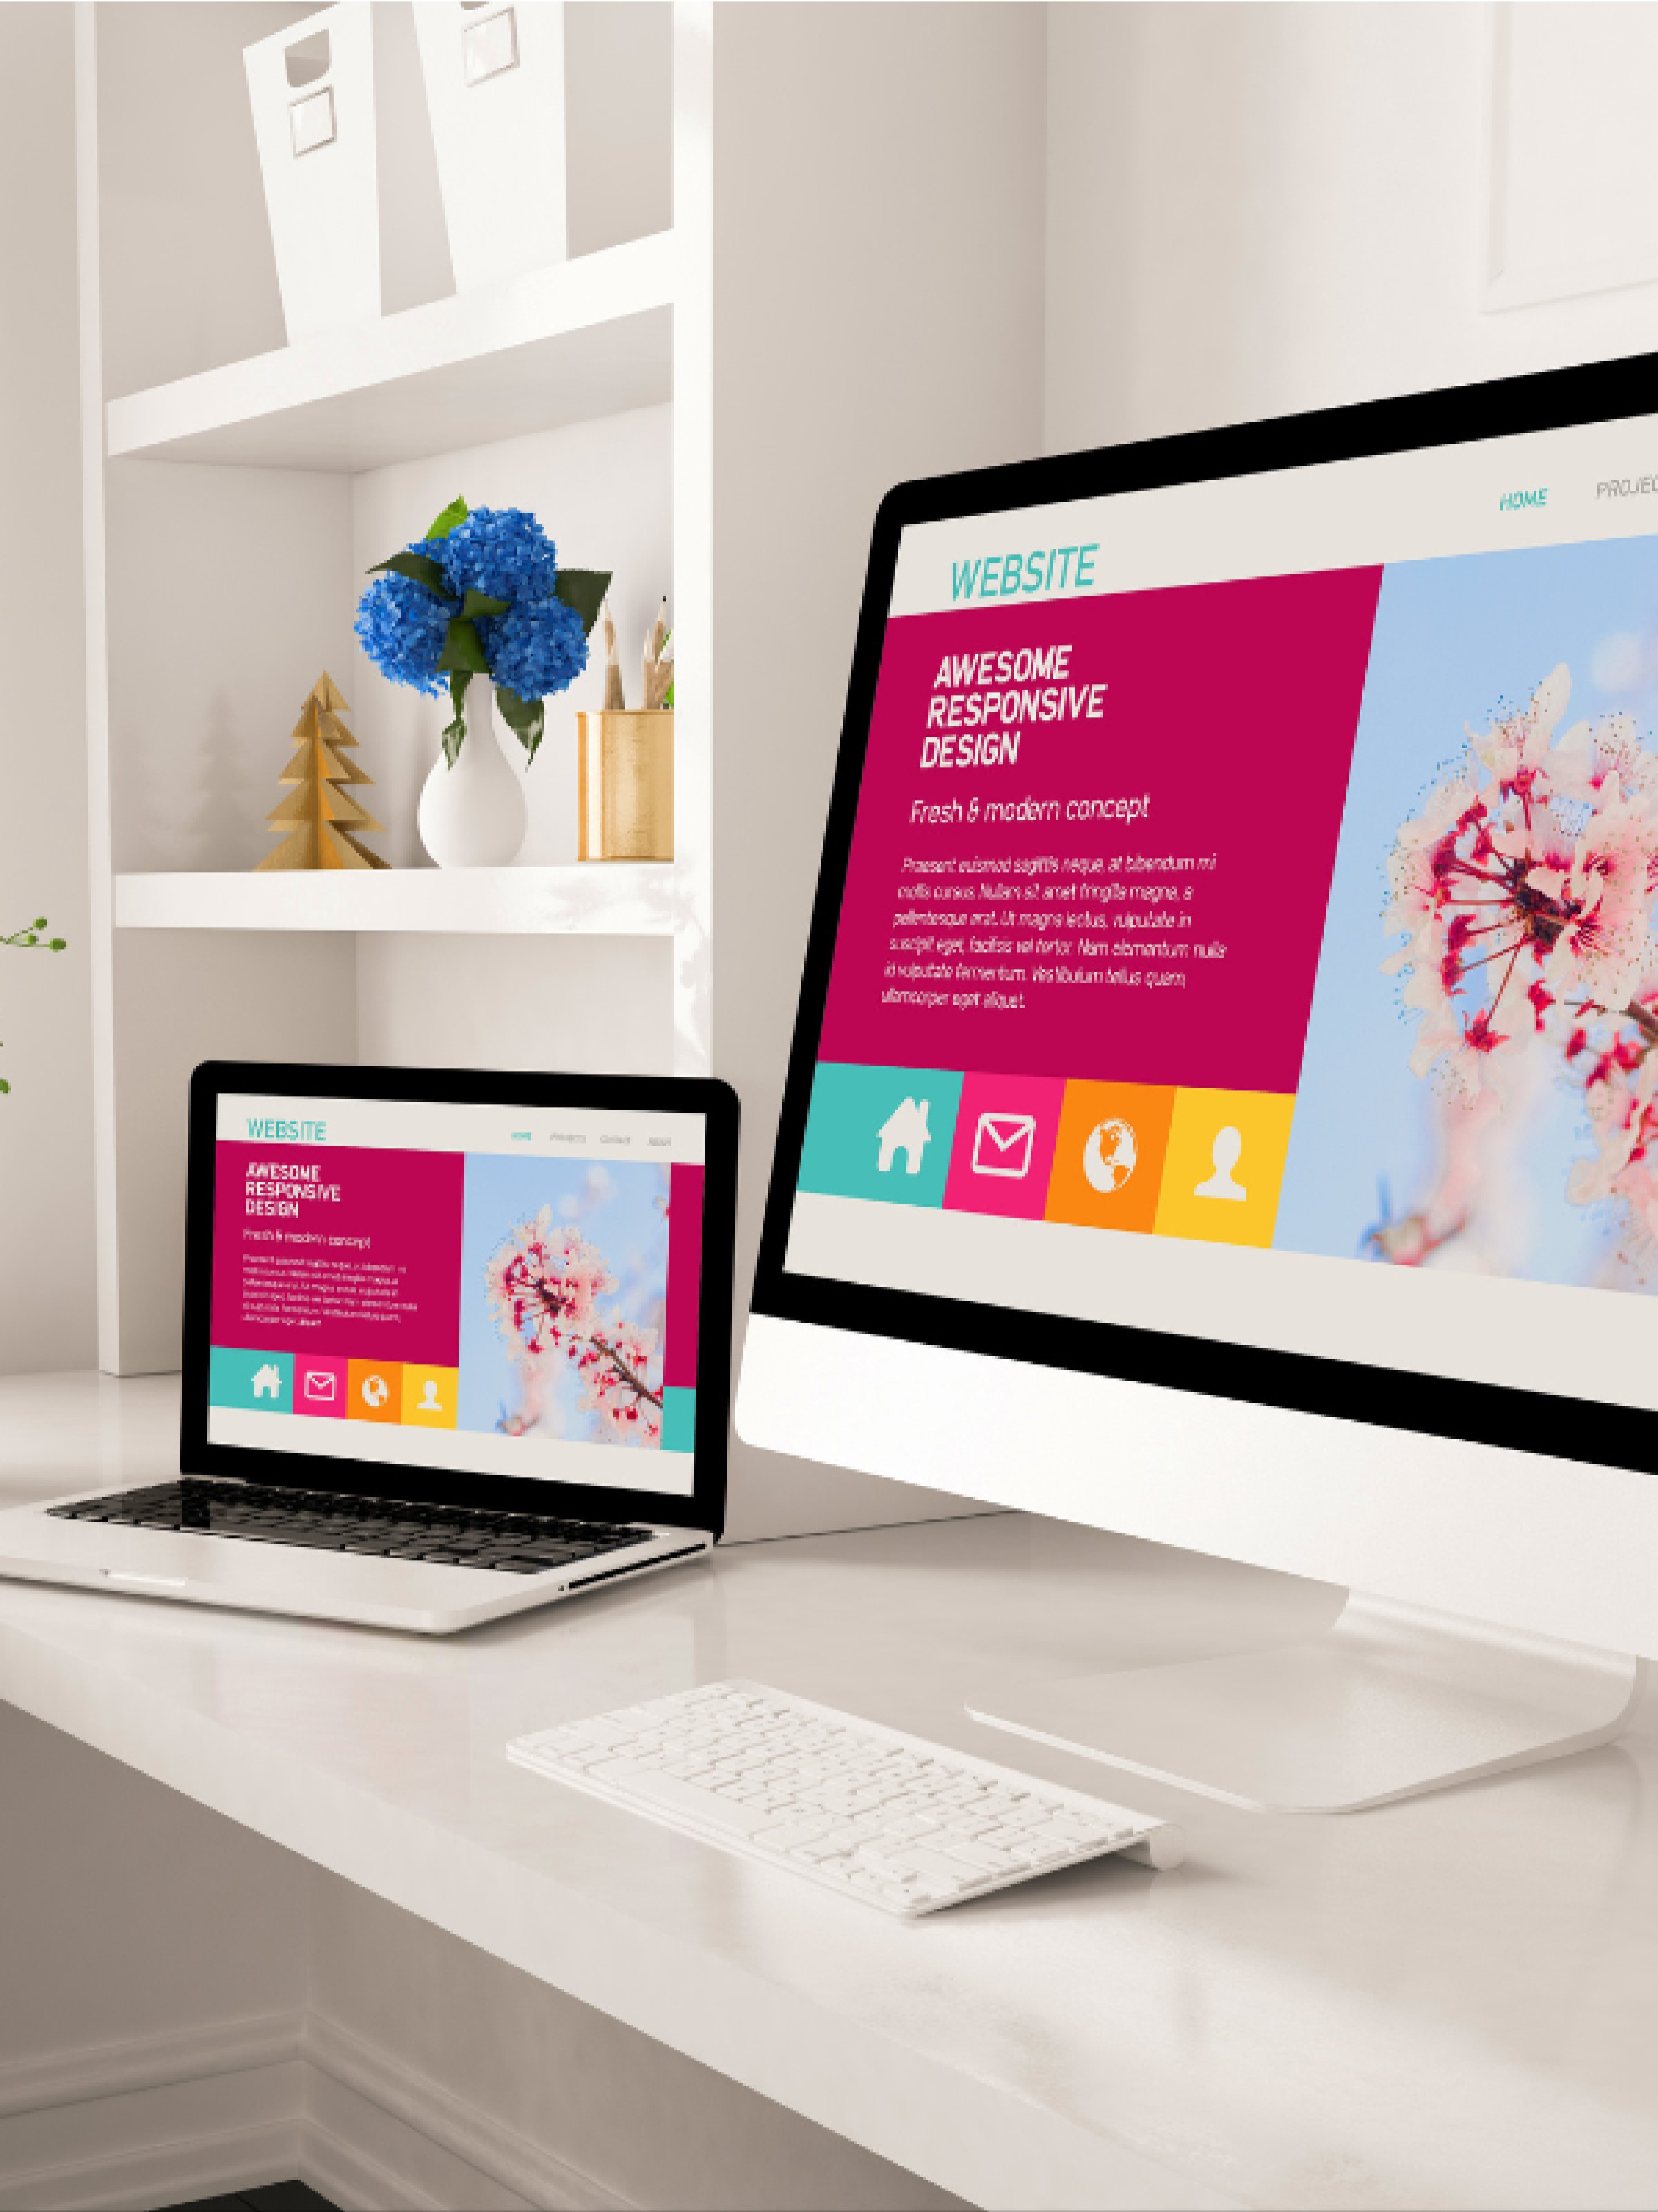 WEBSITE
HOME PROJEC
AWESOME
RESPONSIVE
DESIGN
Fresh & modern concept
Praesent euismod sagittis neque, at bibendum mi
mollis cursus. Nullam sit amet fringilla magna, a
pellentesque erat. Ut magna lectus, vulputate in
suscipit eget, facilisis vel tortor. Nam elementum nulla
id vulputate fermentum. Vestibulum tellus quam,
ullamcorper eget aliquet.
WEBSITE
HOME PROJECTS CONTACT
AWESOME
RESPONSIVE
DESIGN
Fresh & modern concept